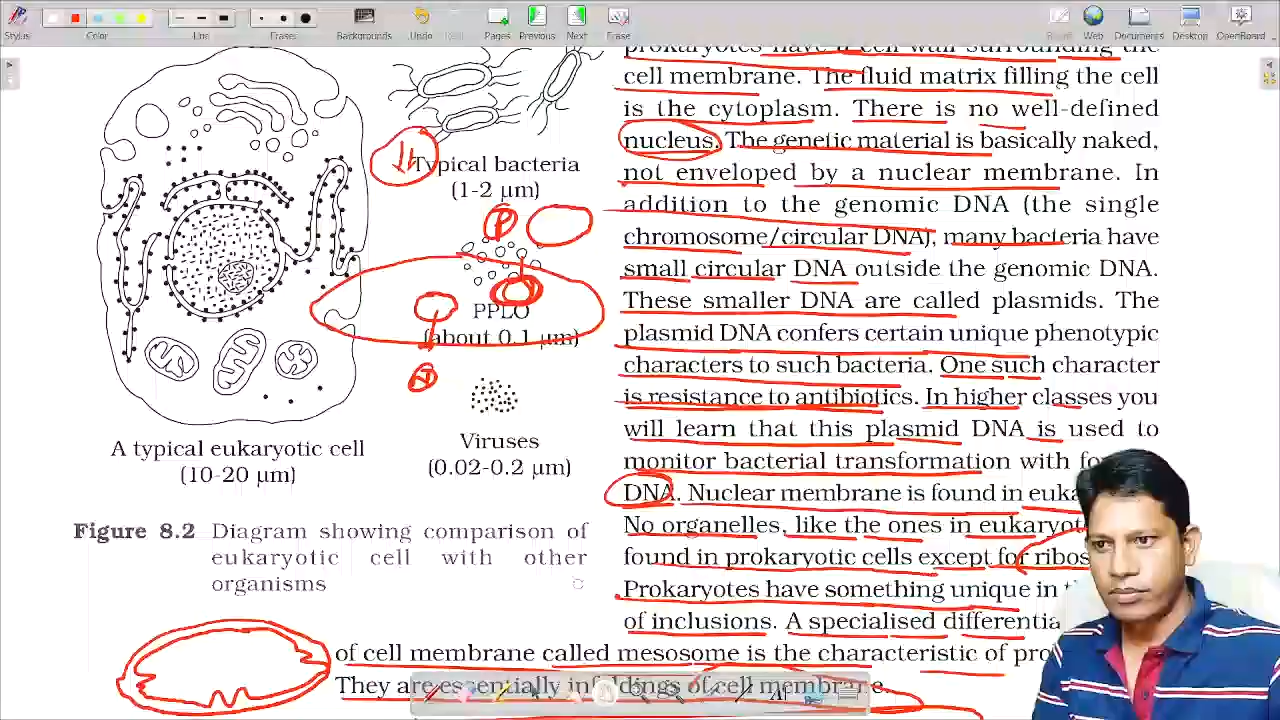 Stylus
Color
Line
Eraser
Backgrounds
Undo
Pages
Previous
Next
Erase
Board
Web
Documents
Desktop
OpenBoard
Typical bacteria
(1-2 µm)
P
PPLO
(about 0.1 µm)
Viruses
(0.02-0.2 µm)
A typical eukaryotic cell
(10-20 µm)
Figure 8.2 Diagram showing comparison of
eukaryotic cell with other
organisms
prokaryotes have a cell wall surrounding the
cell membrane. The fluid matrix filling the cell
is the cytoplasm. There is no well-defined
nucleus. The genetic material is basically naked,
not enveloped by a nuclear membrane. In
addition to the genomic DNA (the single
chromosome/circular DNA), many bacteria have
small circular DNA outside the genomic DNA.
These smaller DNA are called plasmids. The
plasmid DNA confers certain unique phenotypic
characters to such bacteria. One such character
is resistance to antibiotics. In higher classes you
will learn that this plasmid DNA is used to
monitor bacterial transformation with fo
DNA. Nuclear membrane is found in euka
No organelles, like the ones in eukaryot
found in prokaryotic cells except for ribos
Prokaryotes have something unique in t
of inclusions. A specialised differentia
of cell membrane called mesosome is the characteristic of pro
They are essentially infoldings of cell membrane.